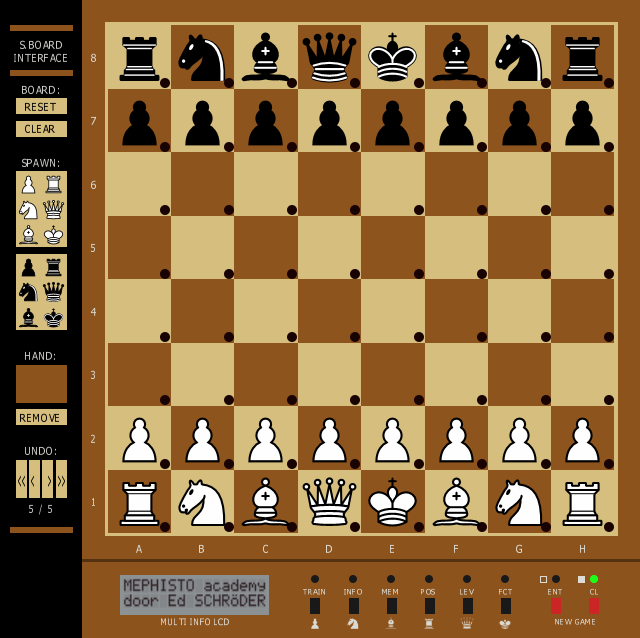 S.BOARD
INTERFACE
BOARD:
RESET
CLEAR
SPAWN:
HAND:
REMOVE
UNDO:
5 / 5
8
7
6
5
4
3
2
1
A B C D E F G H
MEPHISTO academy
door Ed SCHRöDER
MULTI INFO LCD
TRAIN INFO MEM POS LEV FCT ENT CL
NEW GAME